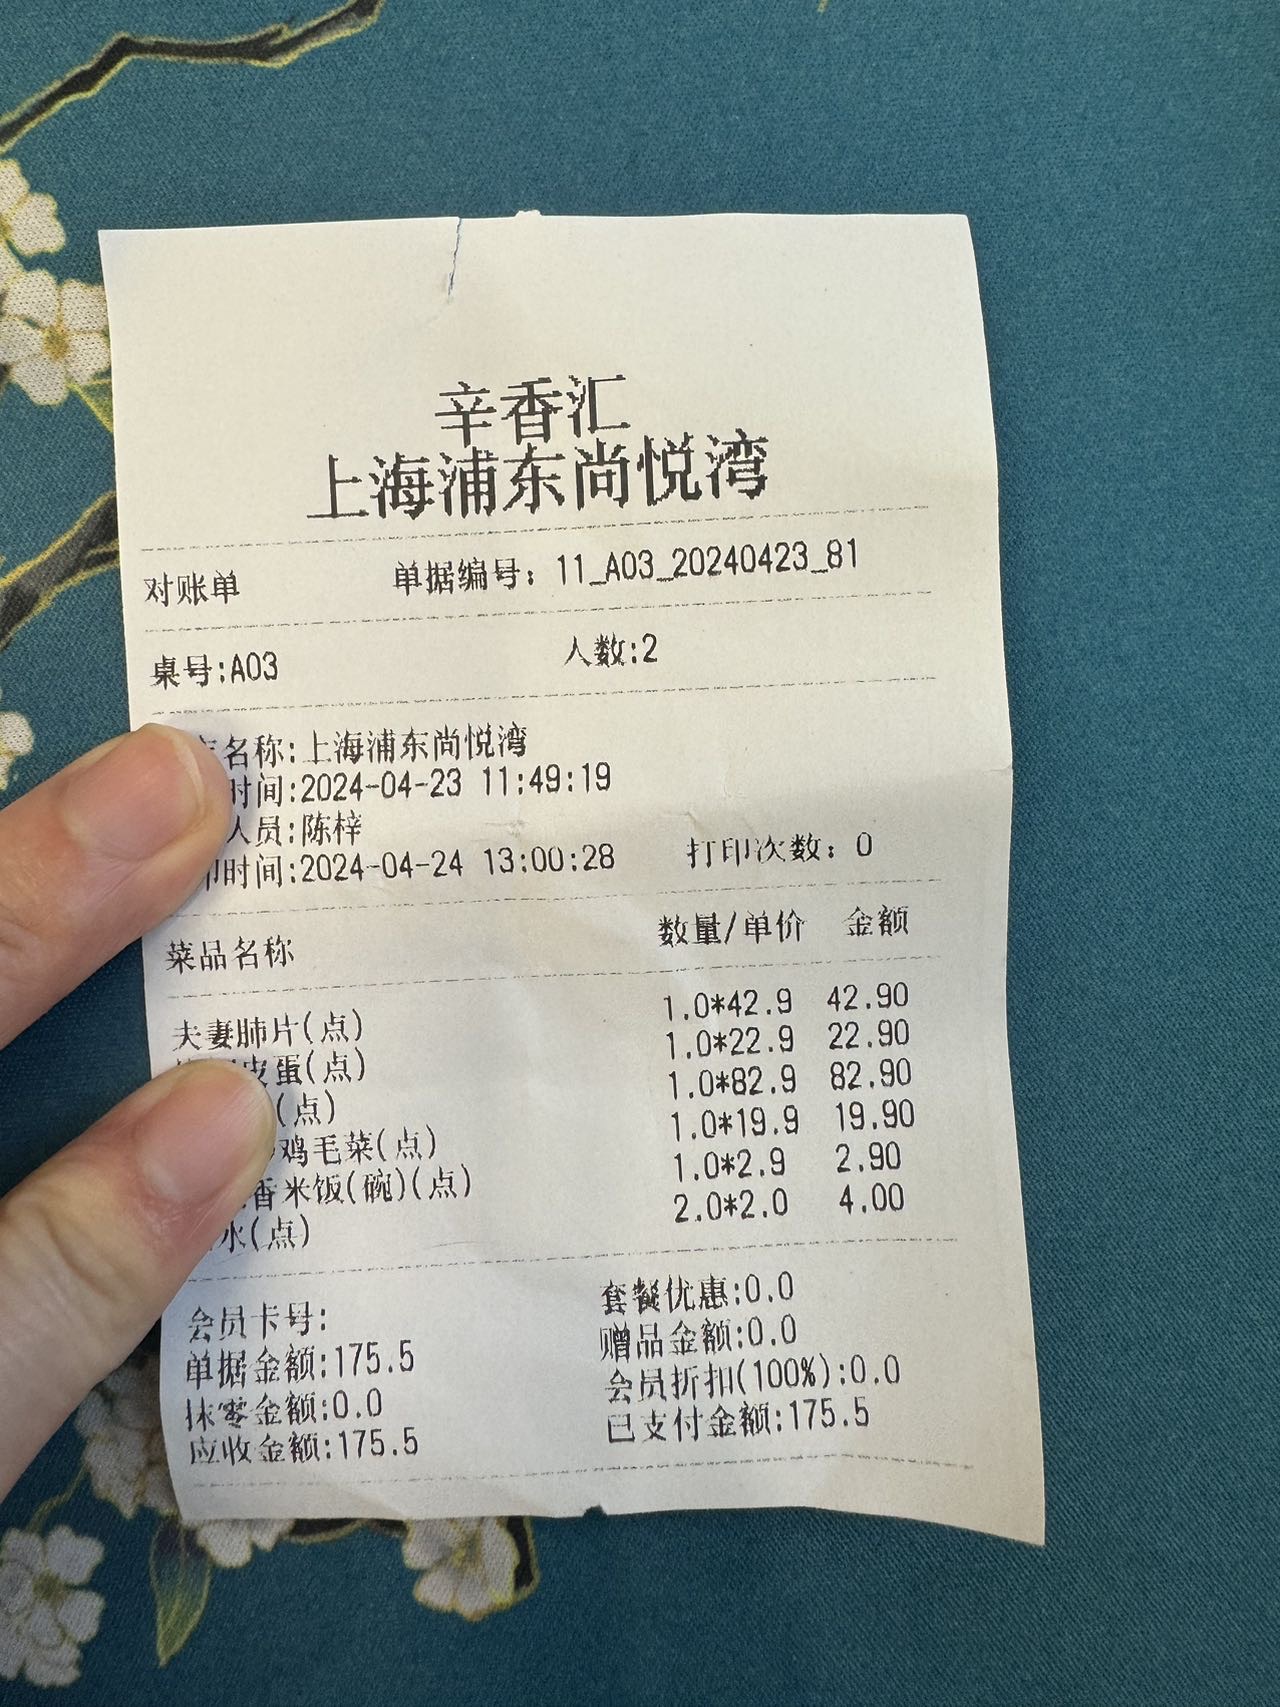 辛香汇
上海浦东尚悦湾
对账单 单据编号：11_A03_20240423_81
桌号:A03 人数:2
名称:上海浦东尚悦湾
时间:2024-04-23 11:49:19
人员:陈梓
印时间:2024-04-24 13:00:28 打印次数：0
菜品名称 数量/单价 金额
夫妻肺片(点) 1.0*42.9 42.90
皮蛋(点) 1.0*22.9 22.90
(点) 1.0*82.9 82.90
鸡毛菜(点) 1.0*19.9 19.90
香米饭(碗)(点) 1.0*2.9 2.90
水(点) 2.0*2.0 4.00
会员卡号: 套餐优惠:0.0
单据金额:175.5 赠品金额:0.0
抹零金额:0.0 会员折扣(100%):0.0
应收金额:175.5 已支付金额:175.5